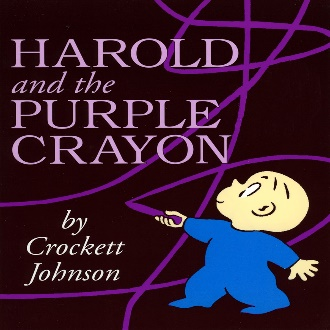 HAROLD
and the
PURPLE
CRAYON
by
Crockett
Johnson